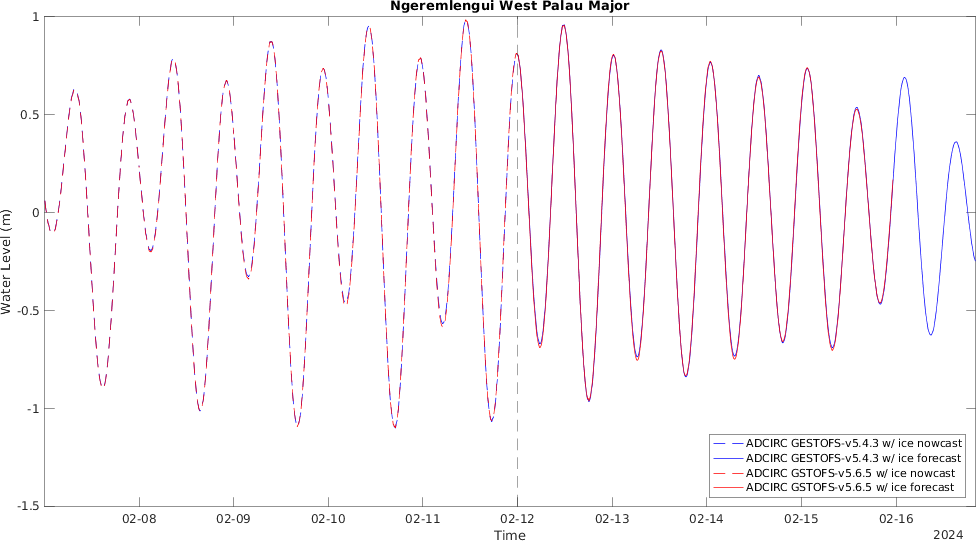 Ngeremlengui West Palau Major
1
0.5
0
-0.5
-1
-1.5
Water Level (m)
02-08 02-09 02-10 02-11 02-12 02-13 02-14 02-15 02-16
Time
2024
ADCIRC GESTOFS-v5.4.3 w/ ice nowcast
ADCIRC GESTOFS-v5.4.3 w/ ice forecast
ADCIRC GSTOFS-v5.6.5 w/ ice nowcast
ADCIRC GSTOFS-v5.6.5 w/ ice forecast